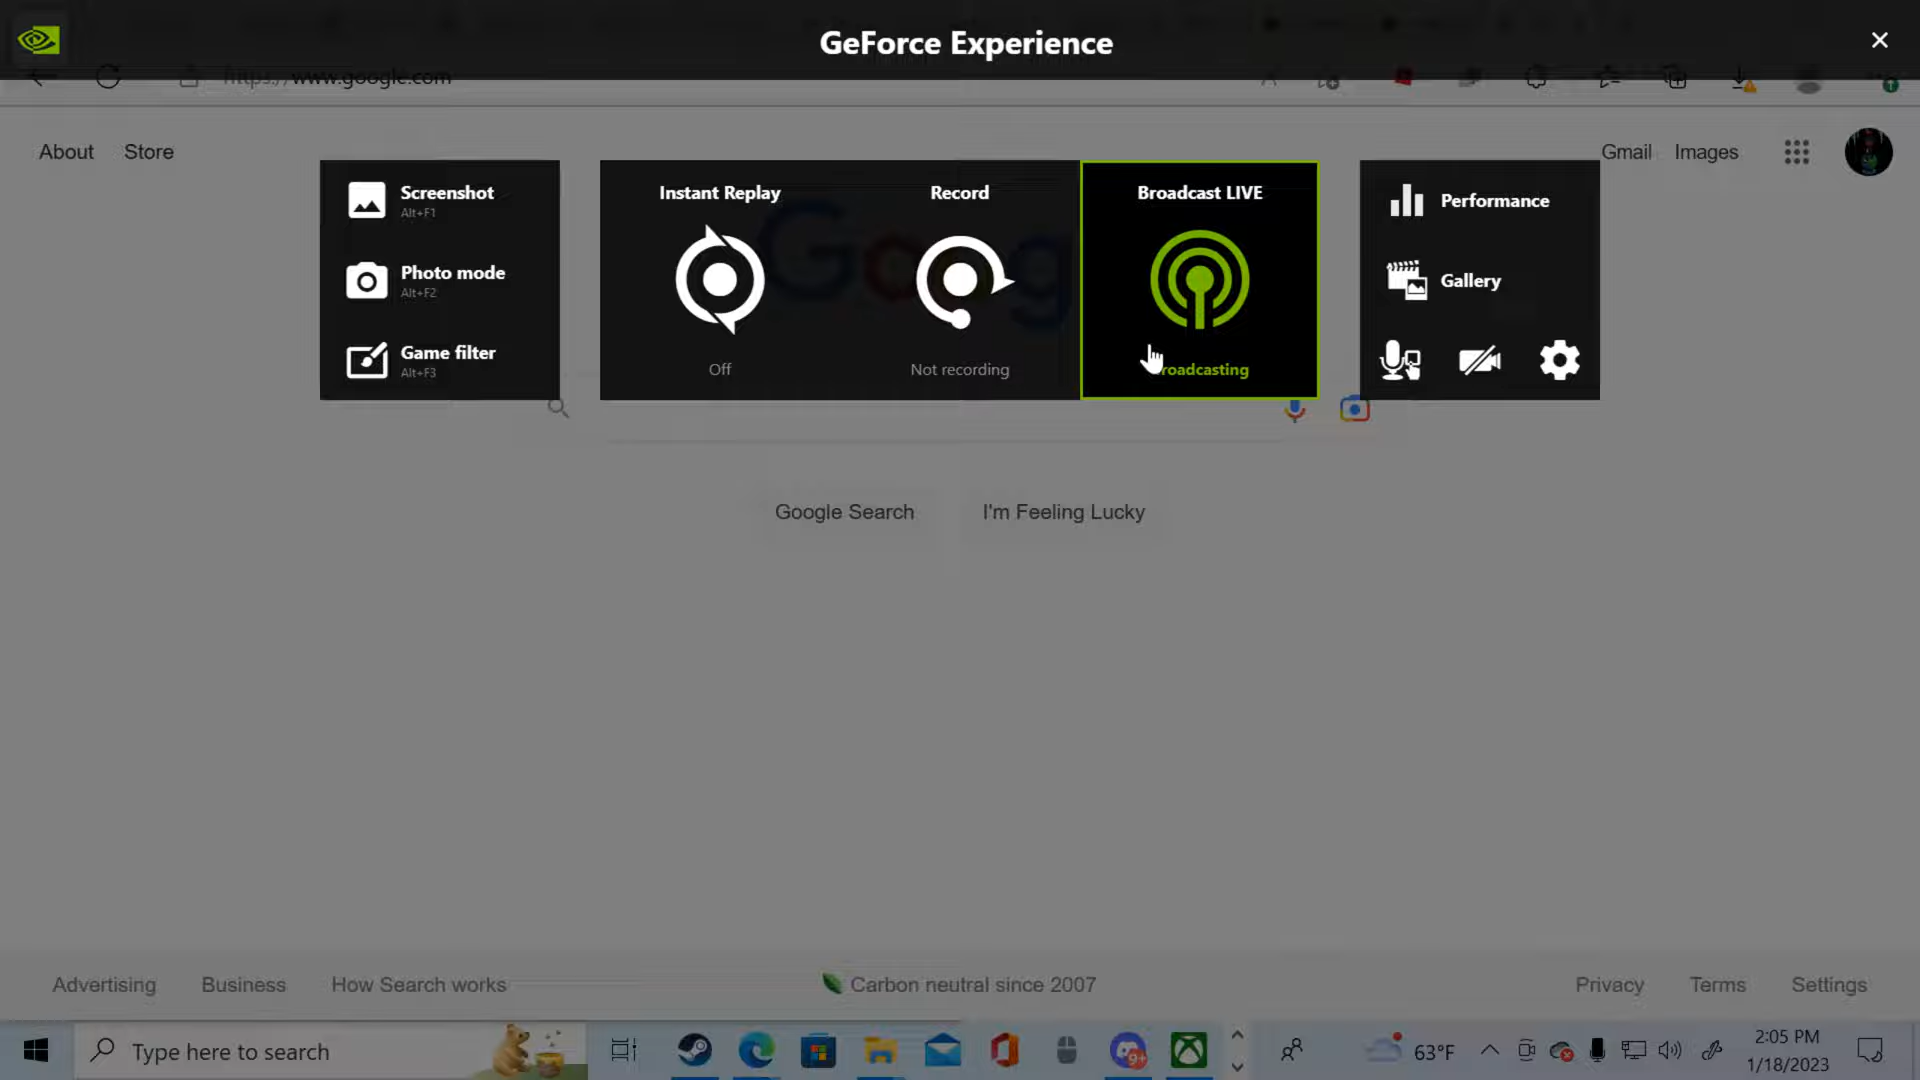 GeForce Experience
https://www.google.com
About Store
Gmail Images
Screenshot
Alt+F1
Photo mode
Alt+F2
Game filter
Alt+F3
Instant Replay
Off
Record
Not recording
Broadcast LIVE
roadcasting
Performance
Gallery
Google Search I'm Feeling Lucky
Advertising Business How Search works
Carbon neutral since 2007
Privacy Terms Settings
Type here to search
9+
63°F
2:05 PM
1/18/2023